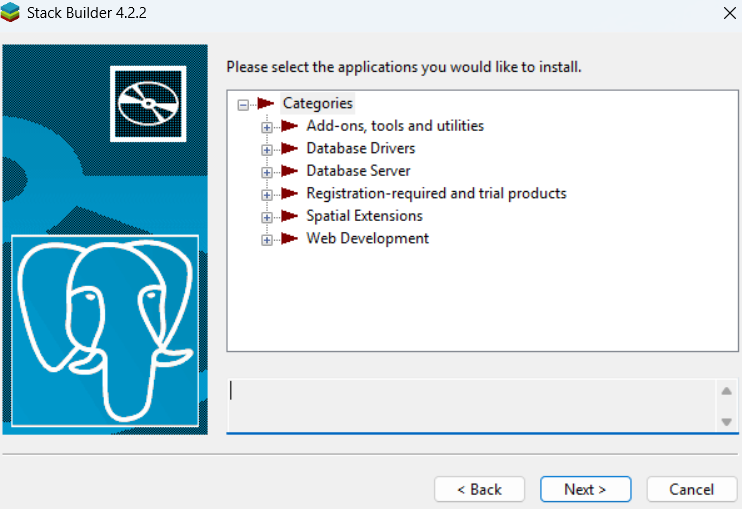 Stack Builder 4.2.2
Please select the applications you would like to install.
Categories
Add-ons, tools and utilities
Database Drivers
Database Server
Registration-required and trial products
Spatial Extensions
Web Development
< Back
Next >
Cancel